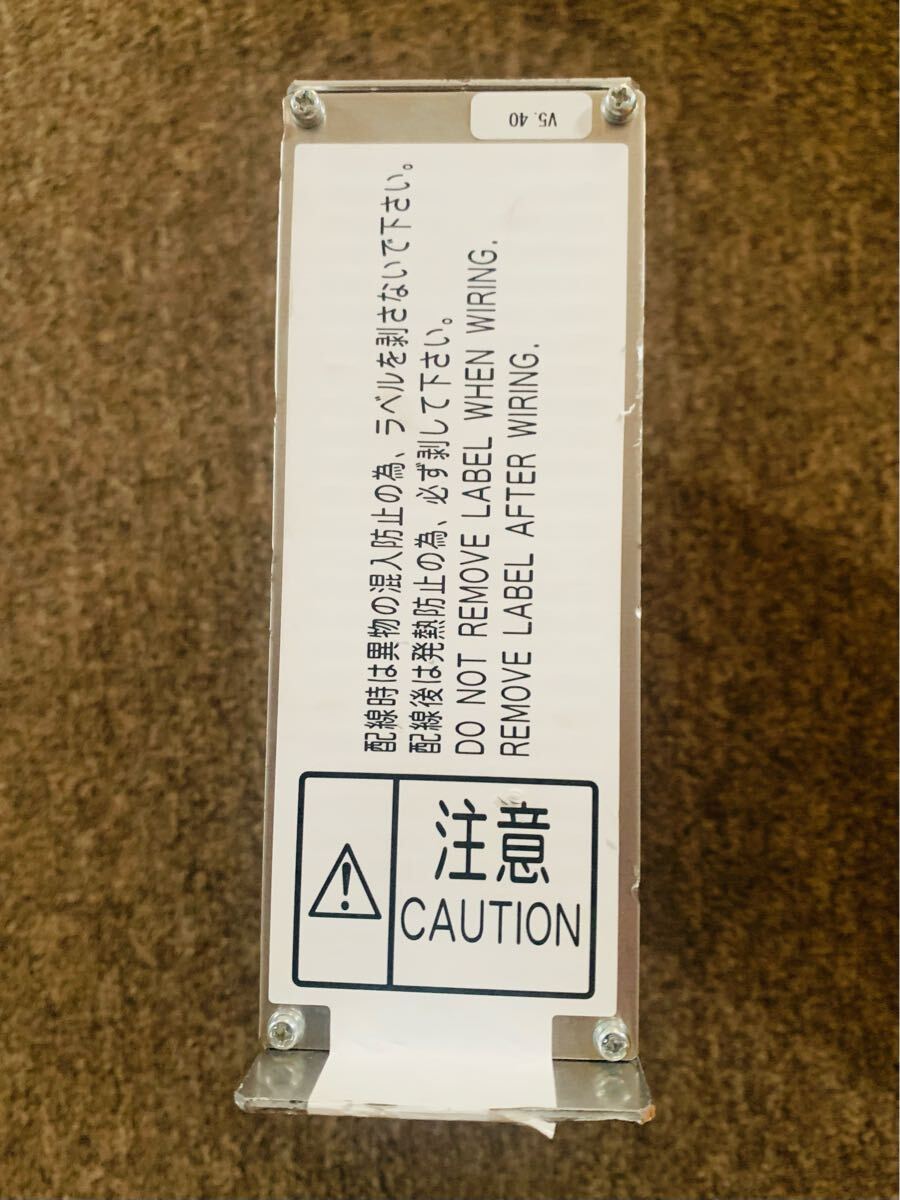 V5.40
配線時は異物の混入防止の為、ラベルを剥さないで下さい。
配線後は発熱防止の為、必ず剥して下さい。
DO NOT REMOVE LABEL WHEN WIRING.
REMOVE LABEL AFTER WIRING.
注意
CAUTION